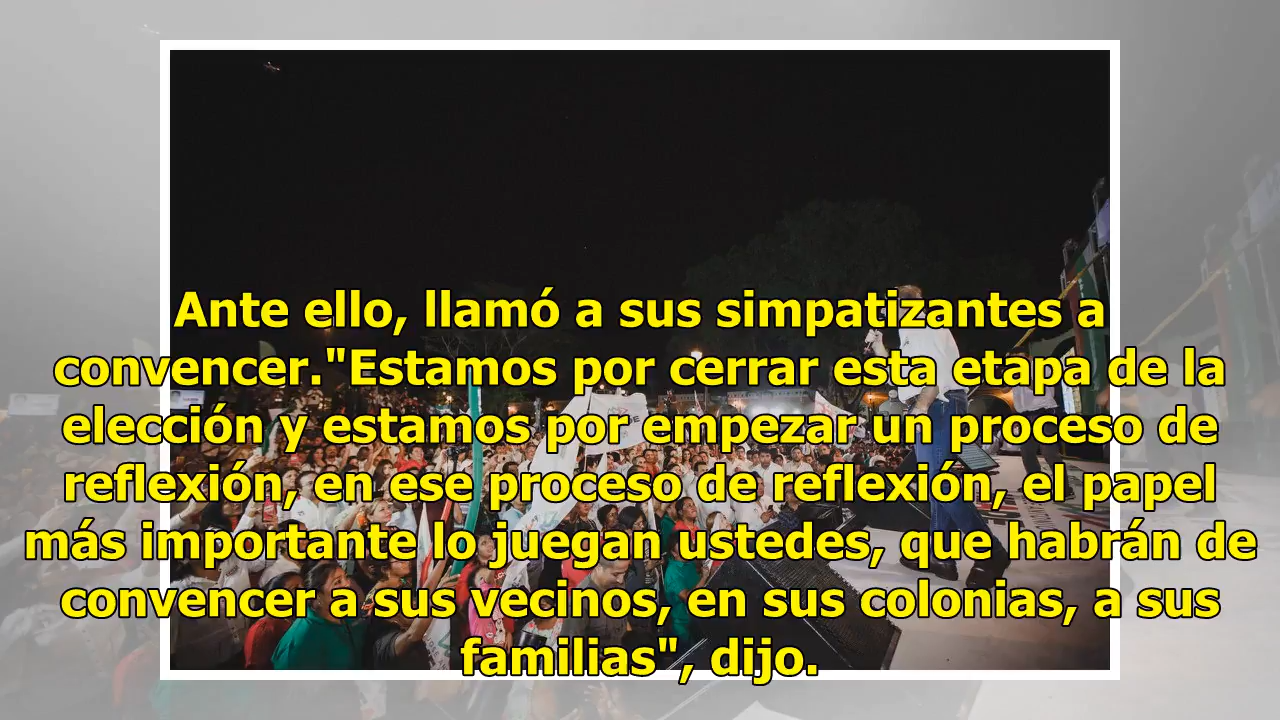 Ante ello, llamó a sus simpatizantes a
convencer."Estamos por cerrar esta etapa de la
elección y estamos por empezar un proceso de
reflexión, en ese proceso de reflexión, el papel
más importante lo juegan ustedes, que habrán de
convencer a sus vecinos, en sus colonias, a sus
familias", dijo.